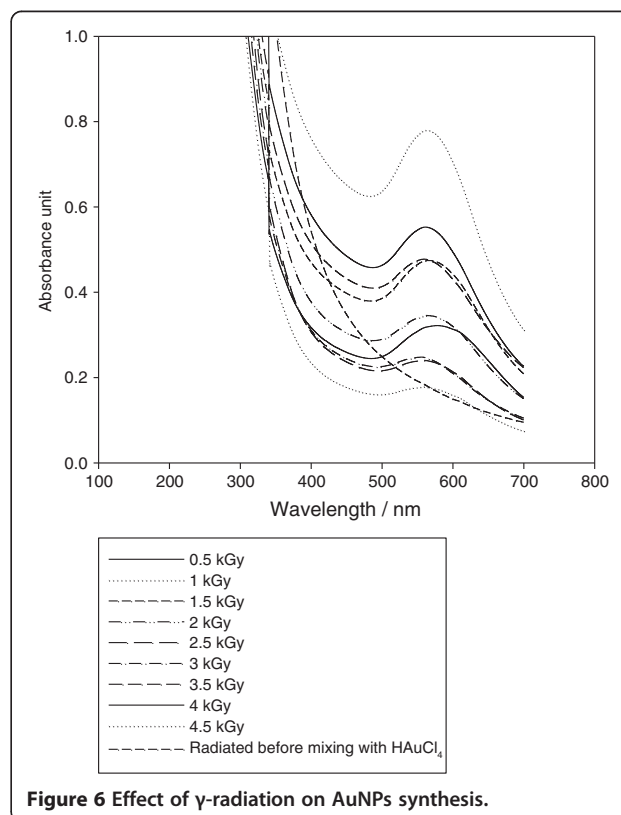 1.0
0.8
0.6
0.4
0.2
0.0
Absorbance unit
100 200 300 400 500 600 700 800
Wavelength / nm
0.5 kGy
1 kGy
1.5 kGy
2 kGy
2.5 kGy
3 kGy
3.5 kGy
4 kGy
4.5 kGy
Radiated before mixing with HAuCl₄
Figure 6 Effect of γ-radiation on AuNPs synthesis.